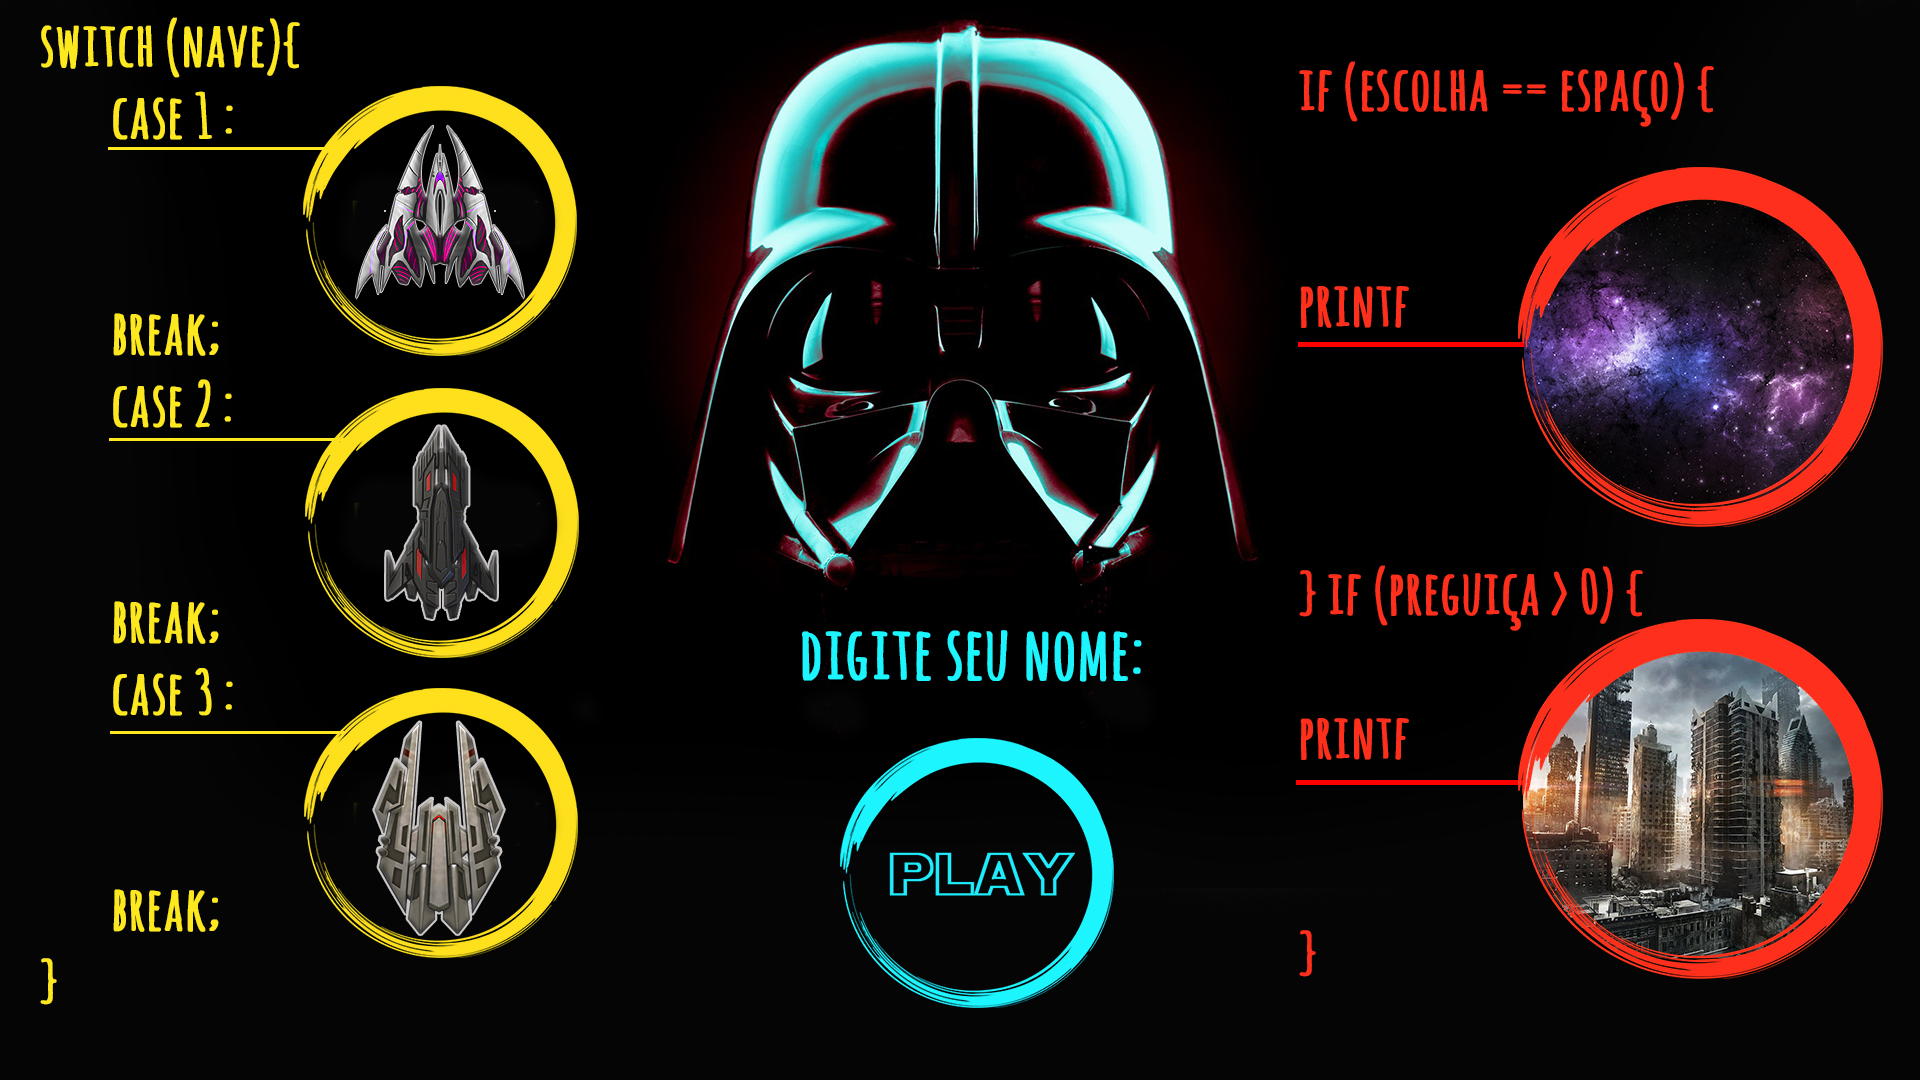 SWITCH (NAVE){
CASE 1 :
BREAK;
CASE 2 :
BREAK;
CASE 3 :
BREAK;
}
DIGITE SEU NOME:
PLAY
IF (ESCOLHA == ESPAÇO) {
PRINTF
} IF (PREGUIÇA > 0) {
PRINTF
}